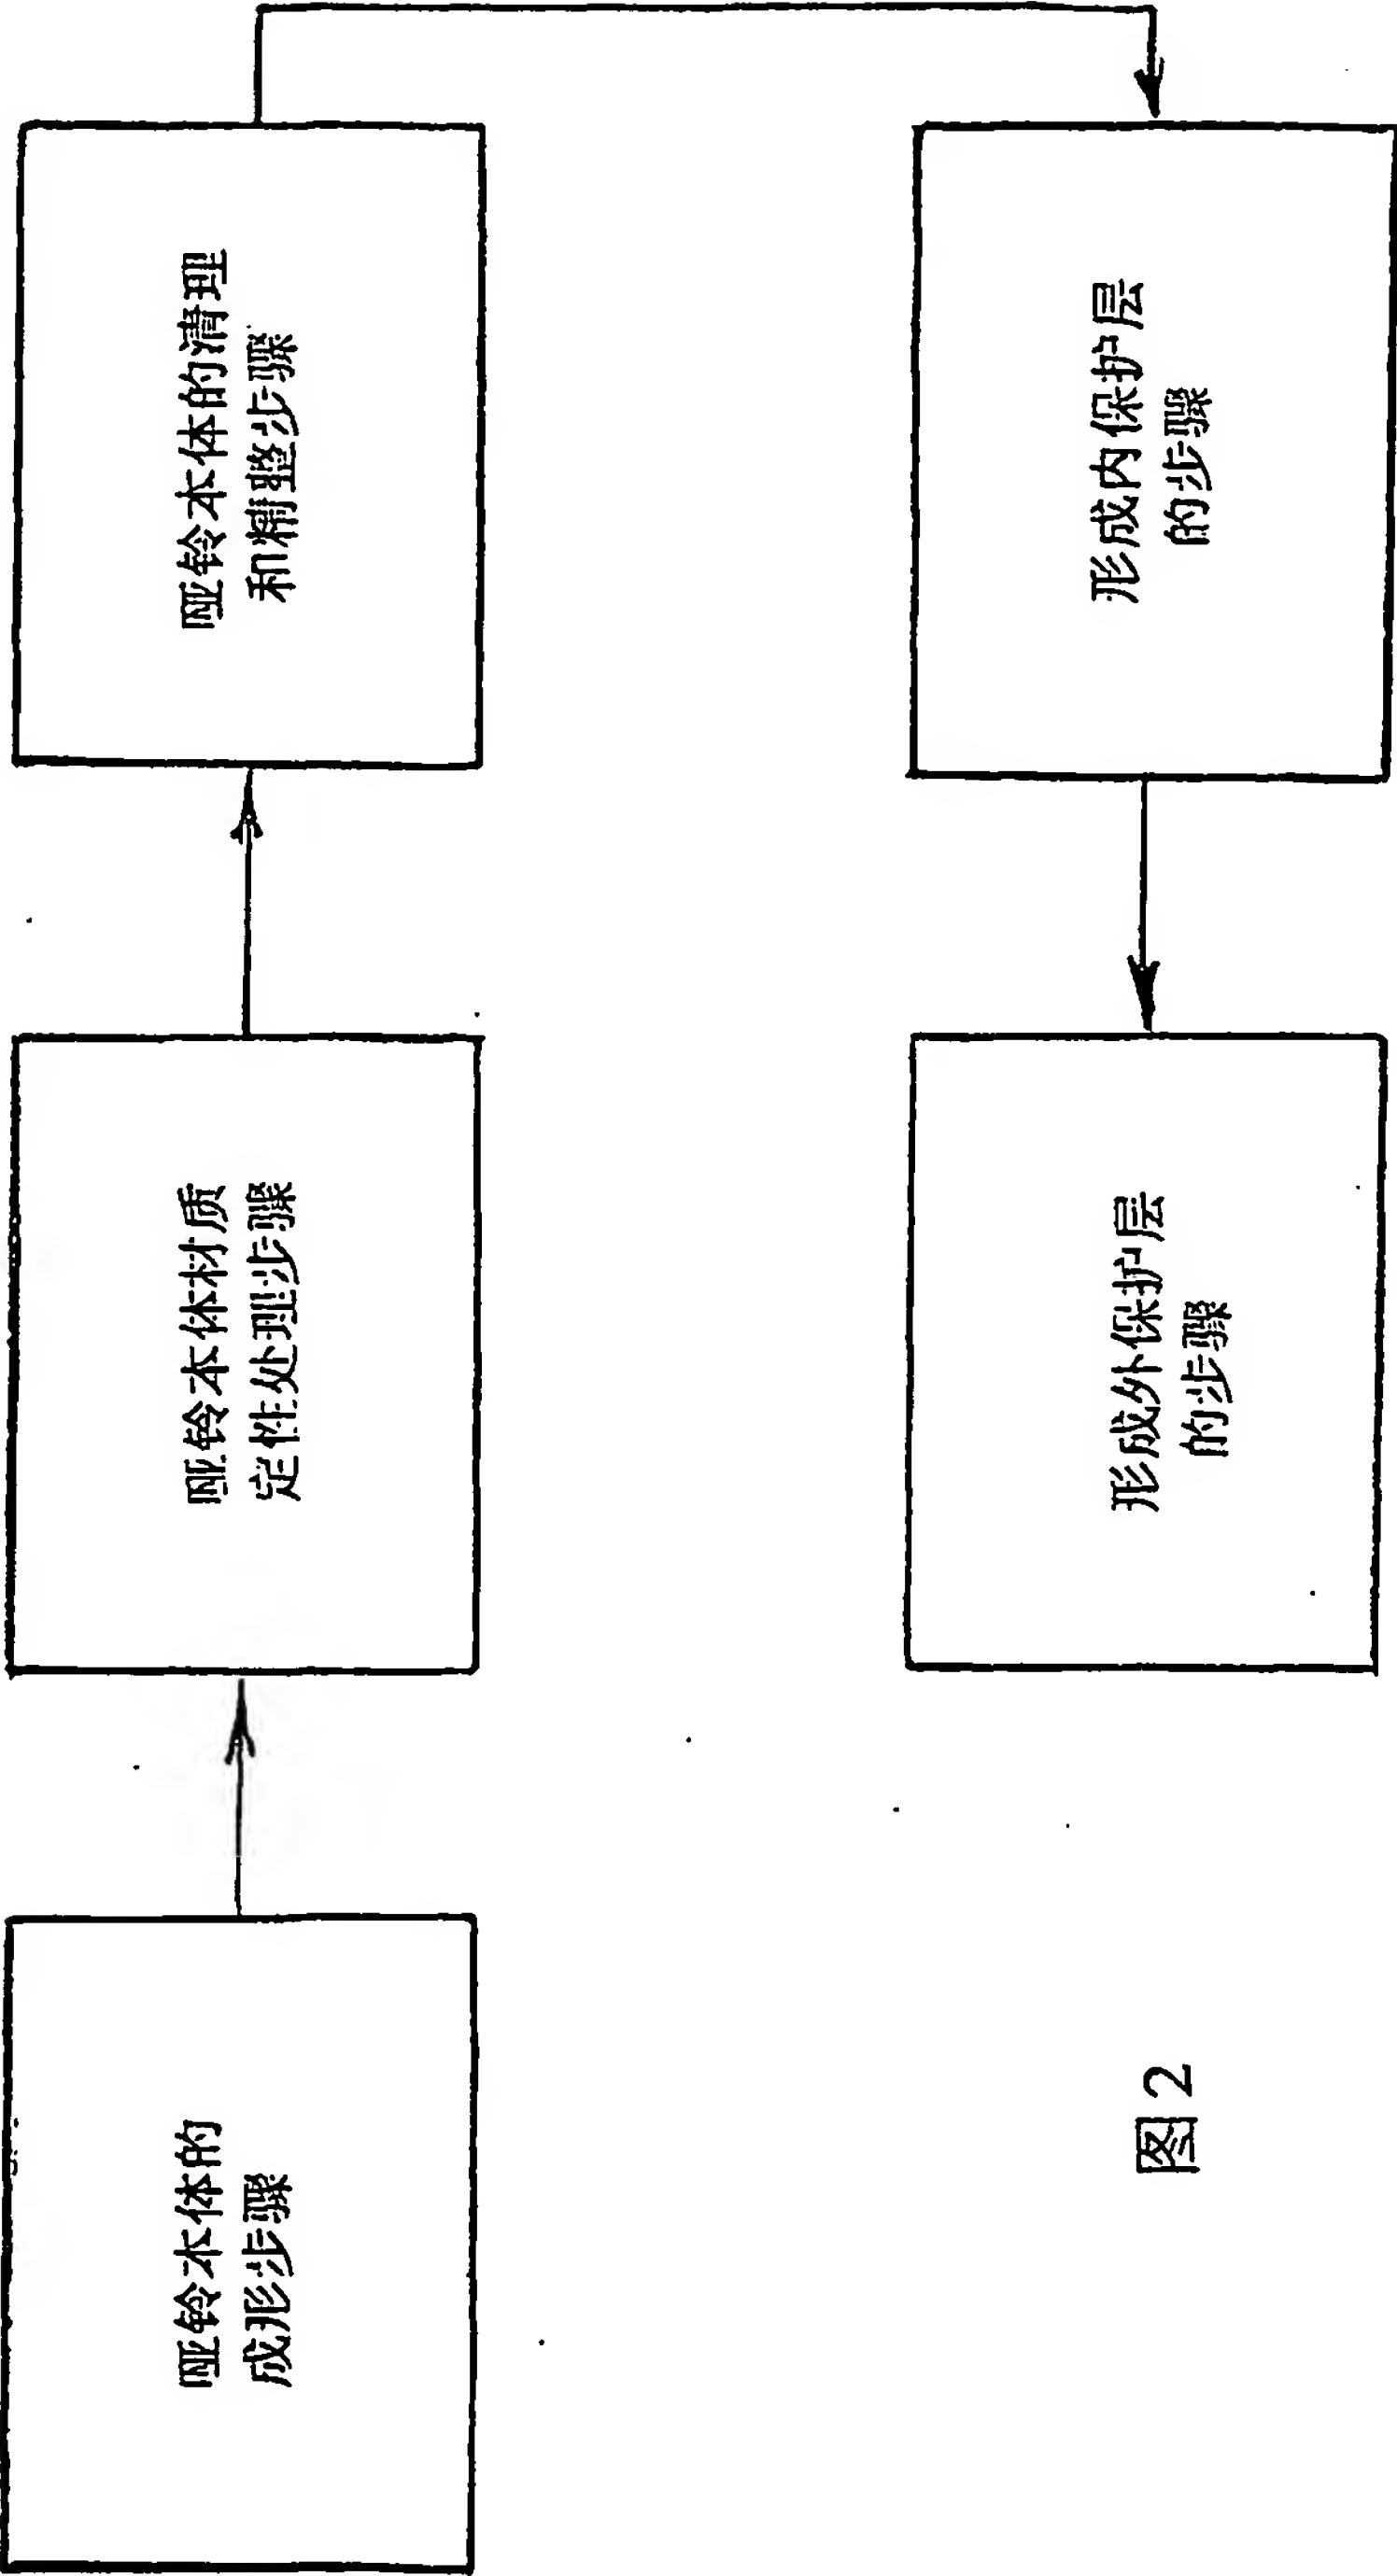 哑铃本体的
成形步骤
哑铃本体材质
定性处理步骤
哑铃本体的清理
和精整步骤
形成内保护层
的步骤
形成外保护层
的步骤
图2